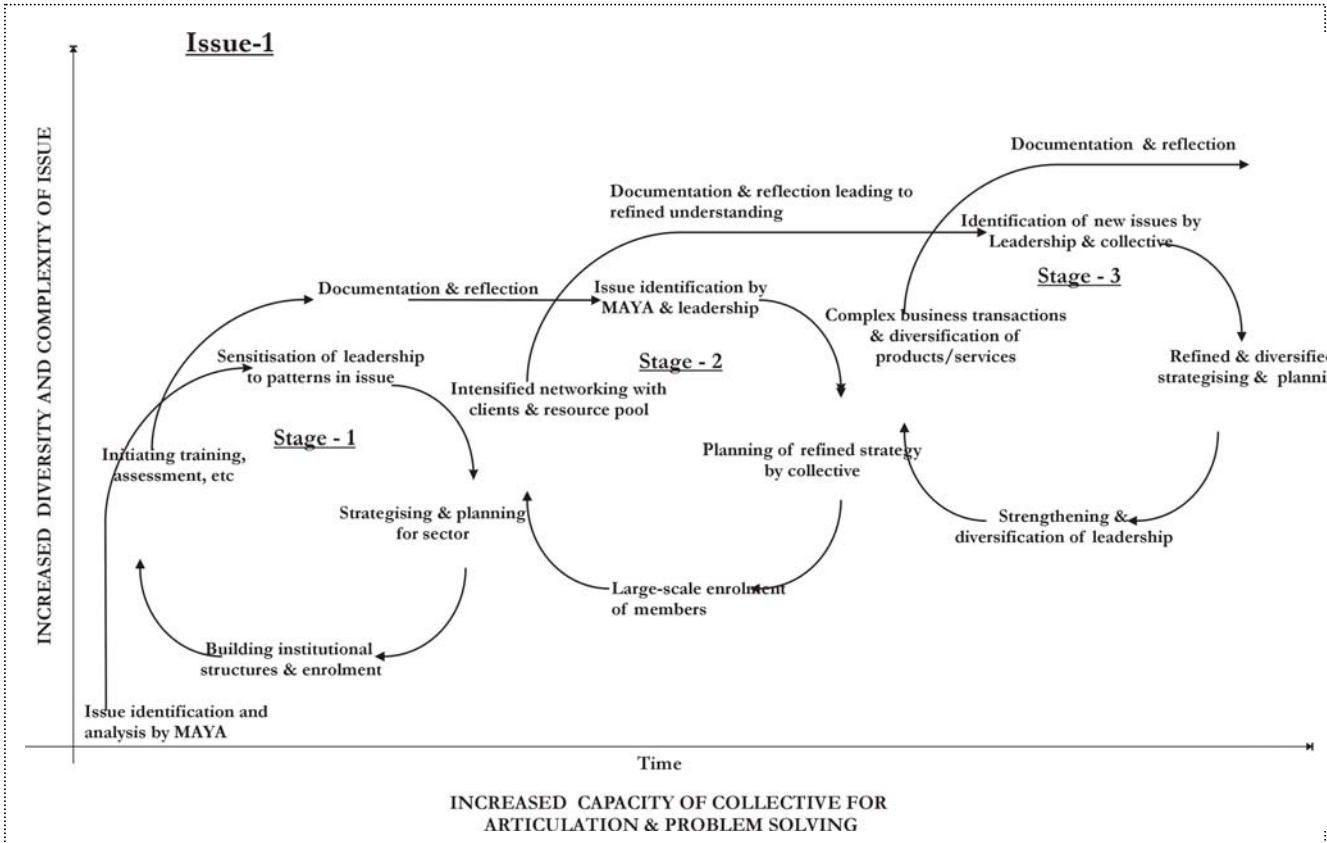 Issue-1
INCREASED DIVERSITY AND COMPLEXITY OF ISSUE
Documentation & reflection
Documentation & reflection leading to
refined understanding
Identification of new issues by
Leadership & collective
Stage - 3
Documentation & reflection
Issue identification by
MAYA & leadership
Complex business transactions
& diversification of
products/services
Refined & diversified
strategising & planni
Sensitisation of leadership
to patterns in issue
Stage - 2
Intensified networking with
clients & resource pool
Stage - 1
Initiating training,
assessment, etc
Planning of refined strategy
by collective
Strategising & planning
for sector
Strengthening &
diversification of leadership
Large-scale enrolment
of members
Building institutional
structures & enrolment
Issue identification and
analysis by MAYA
Time
INCREASED CAPACITY OF COLLECTIVE FOR
ARTICULATION & PROBLEM SOLVING